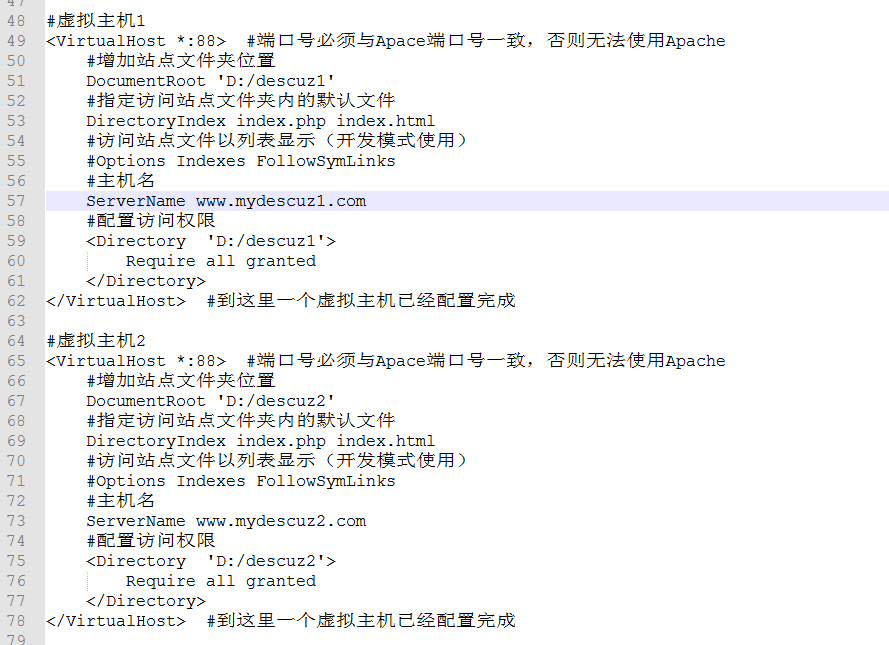 47
48 #虚拟主机1
49 <VirtualHost *:88>  #端口号必须与Apace端口号一致，否则无法使用Apache
50     #增加站点文件夹位置
51     DocumentRoot 'D:/descuz1'
52     #指定访问站点文件夹内的默认文件
53     DirectoryIndex index.php index.html
54     #访问站点文件以列表显示（开发模式使用）
55     #Options Indexes FollowSymLinks
56     #主机名
57     ServerName www.mydescuz1.com
58     #配置访问权限
59     <Directory  'D:/descuz1'>
60         Require all granted
61     </Directory>
62 </VirtualHost>  #到这里一个虚拟主机已经配置完成
63
64 #虚拟主机2
65 <VirtualHost *:88>  #端口号必须与Apace端口号一致，否则无法使用Apache
66     #增加站点文件夹位置
67     DocumentRoot 'D:/descuz2'
68     #指定访问站点文件夹内的默认文件
69     DirectoryIndex index.php index.html
70     #访问站点文件以列表显示（开发模式使用）
71     #Options Indexes FollowSymLinks
72     #主机名
73     ServerName www.mydescuz2.com
74     #配置访问权限
75     <Directory  'D:/descuz2'>
76         Require all granted
77     </Directory>
78 </VirtualHost>  #到这里一个虚拟主机已经配置完成
79